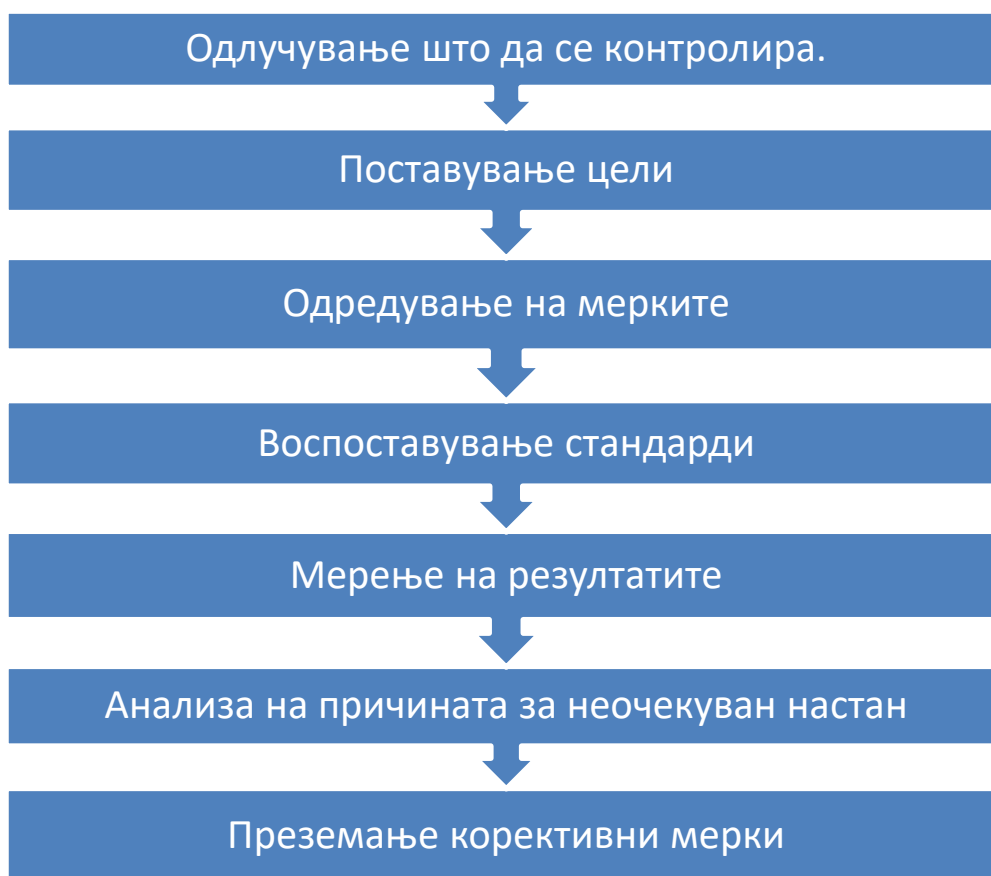 Одлучување што да се контролира.
Поставување цели
Одредување на мерките
Воспоставување стандарди
Мерење на резултатите
Анализа на причината за неочекуван настан
Преземање корективни мерки